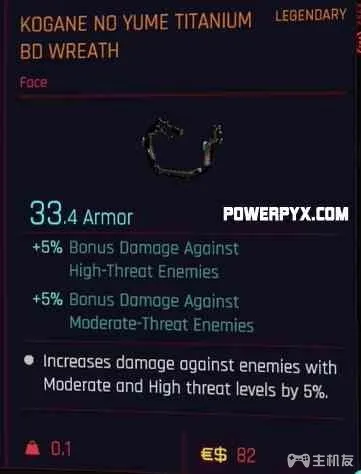 KOGANE NO YUME TITANIUM
BD WREATH
LEGENDARY
Face
33.4 Armor
POWERPYX.COM
+5% Bonus Damage Against
High-Threat Enemies
+5% Bonus Damage Against
Moderate-Threat Enemies
Increases damage against enemies with
Moderate and High threat levels by 5%.
0.1
€$ 82
主机友